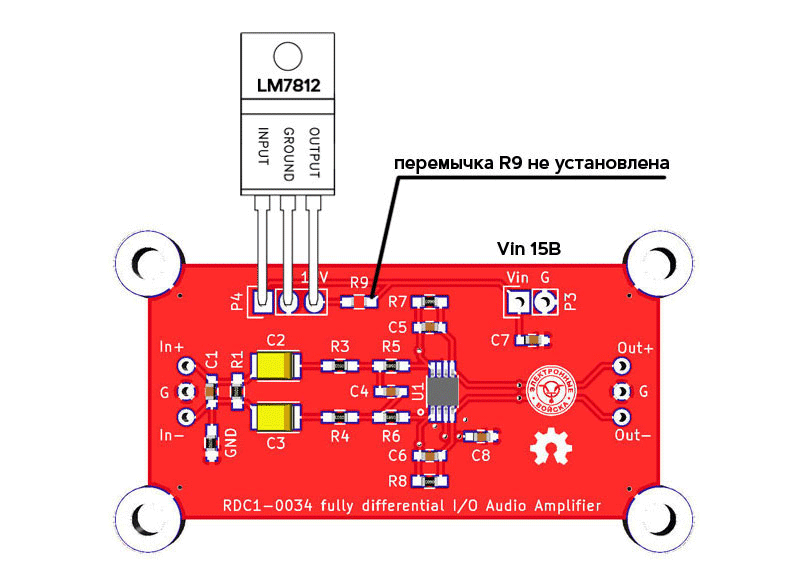 LM7812
INPUT
GROUND
OUTPUT
перемычка R9 не установлена
Vin 15В
P4
R9
Vin G
P3
R7
C5
C7
In+
G
In-
C1
R1
GND
C2
R3
R5
C4
U1
C3
R4
R6
C6
R8
C8
ЭЛЕКТРОННЫЕ
ВОЙСКА
Out+
G
Out-
RDC1-0034 fully differential I/O Audio Amplifier